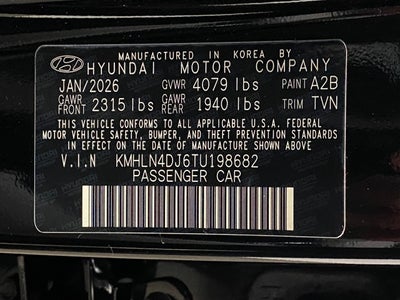 MANUFACTURED IN KOREA BY
HYUNDAI MOTOR COMPANY
JAN/2026 GVWR 4079 lbs PAINT A2B
GAWR FRONT 2315 lbs GAWR REAR 1940 lbs TRIM TVN
THIS VEHICLE CONFORMS TO ALL APPLICABLE U.S.A. FEDERAL
MOTOR VEHICLE SAFETY, BUMPER, AND THEFT PREVENTION STANDARDS
IN EFFECT ON THE DATE OF MANUFACTURE SHOWN ABOVE.
V.I.N KMHLN4DJ6TU198682
PASSENGER CAR